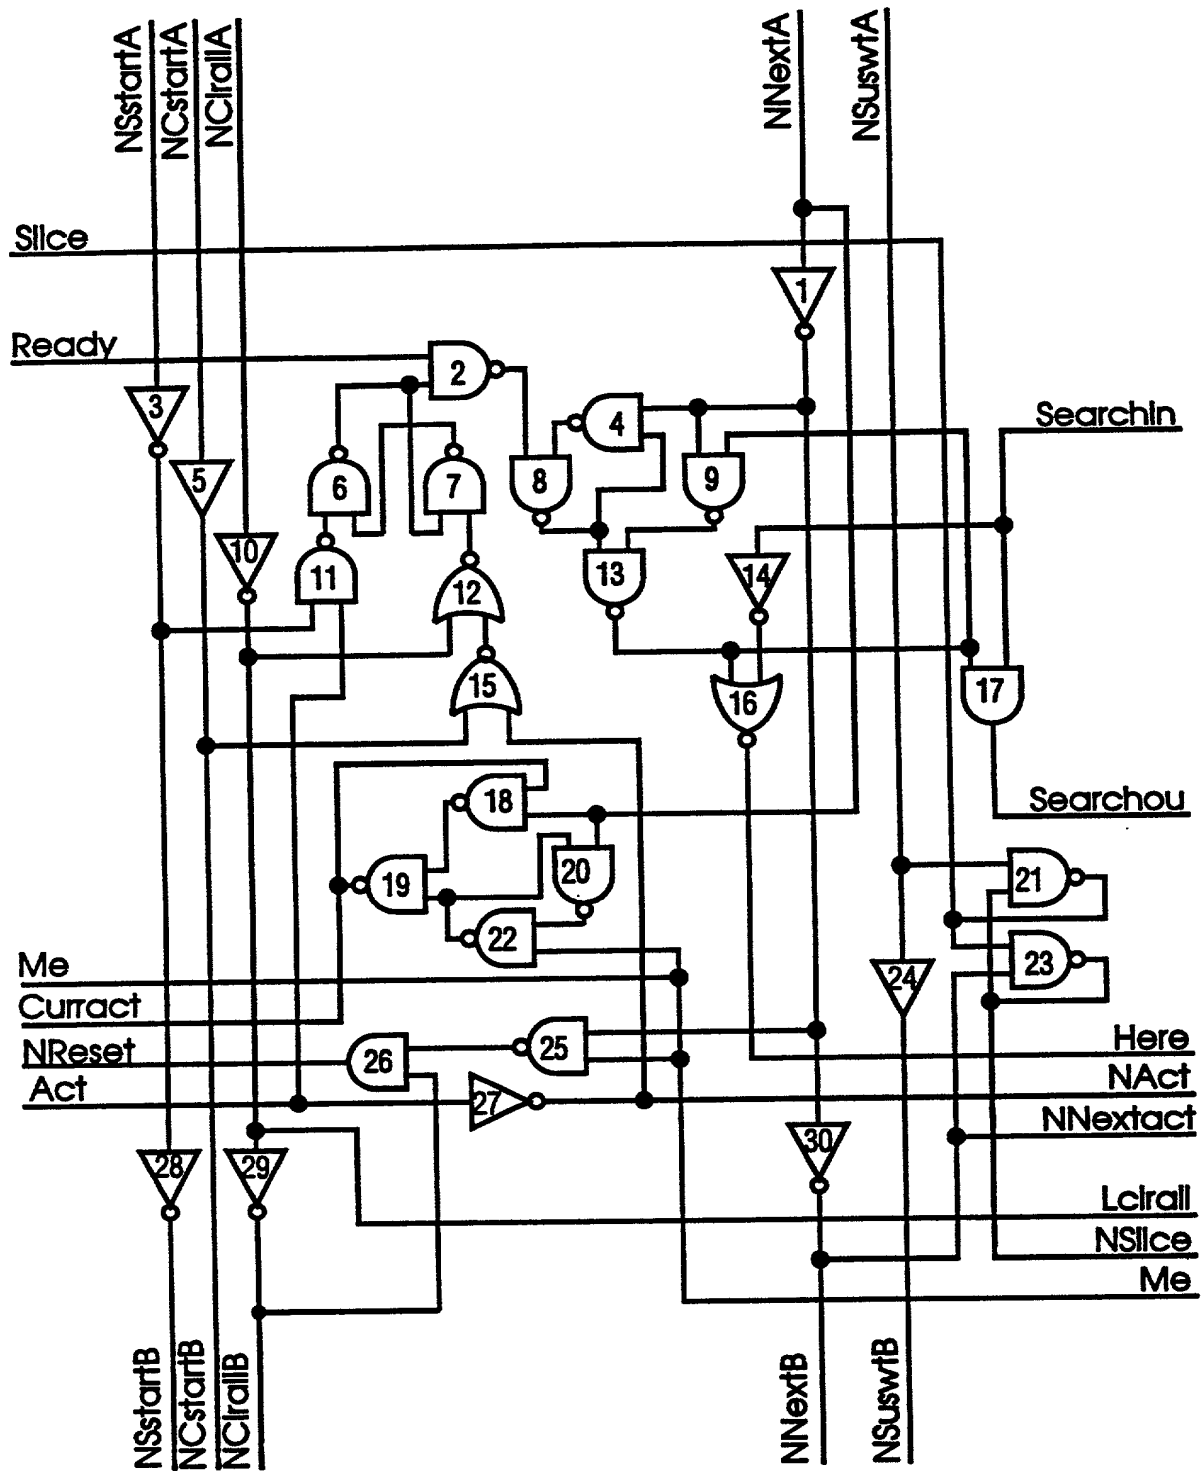 NSstartA
NCstartA
NClrallA
NNextA
NSuswtA
Slice
1
Ready
2
3
4
Searchin
5
6
7
8
9
10
11
12
13
14
15
16
17
18
Searchou
19
20
21
22
23
24
Me
Curract
25
Here
NReset
26
NAct
Act
27
NNextact
28
29
30
Lclrall
NSlice
Me
NSstartB
NCstartB
NClrallB
NNextB
NSuswtB